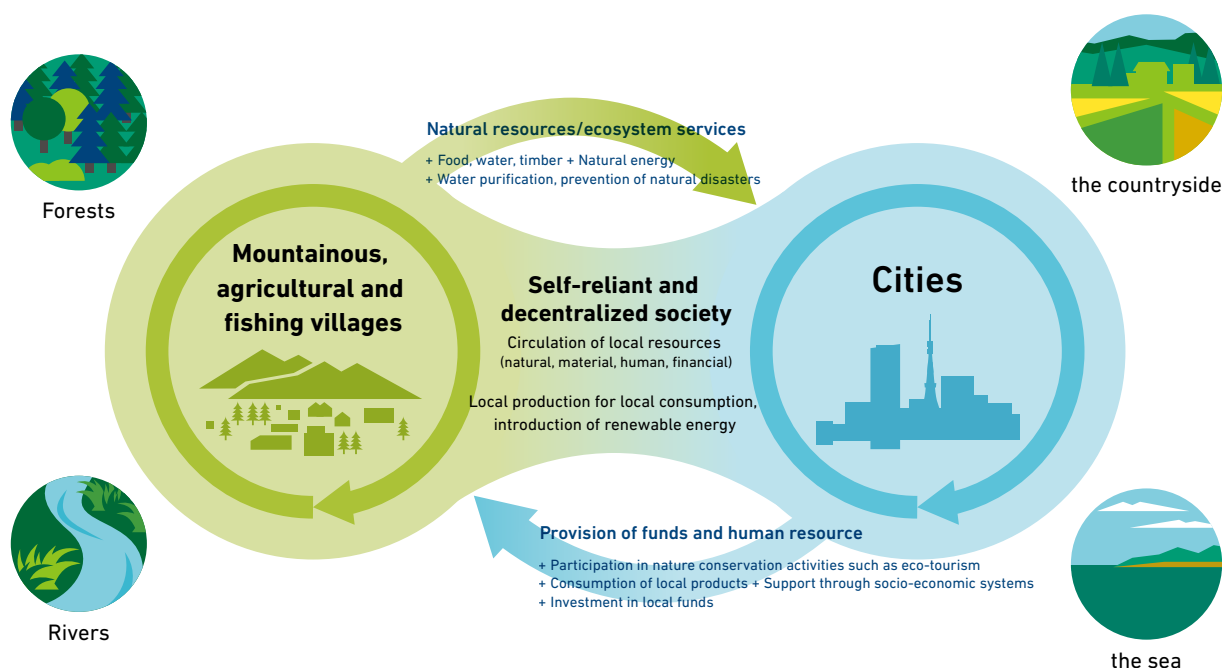 Forests
the countryside
Natural resources/ecosystem services
+ Food, water, timber + Natural energy
+ Water purification, prevention of natural disasters
Mountainous,
agricultural and
fishing villages
Self-reliant and
decentralized society
Circulation of local resources
(natural, material, human, financial)
Local production for local consumption,
introduction of renewable energy
Cities
Provision of funds and human resource
+ Participation in nature conservation activities such as eco-tourism
+ Consumption of local products + Support through socio-economic systems
+ Investment in local funds
Rivers
the sea